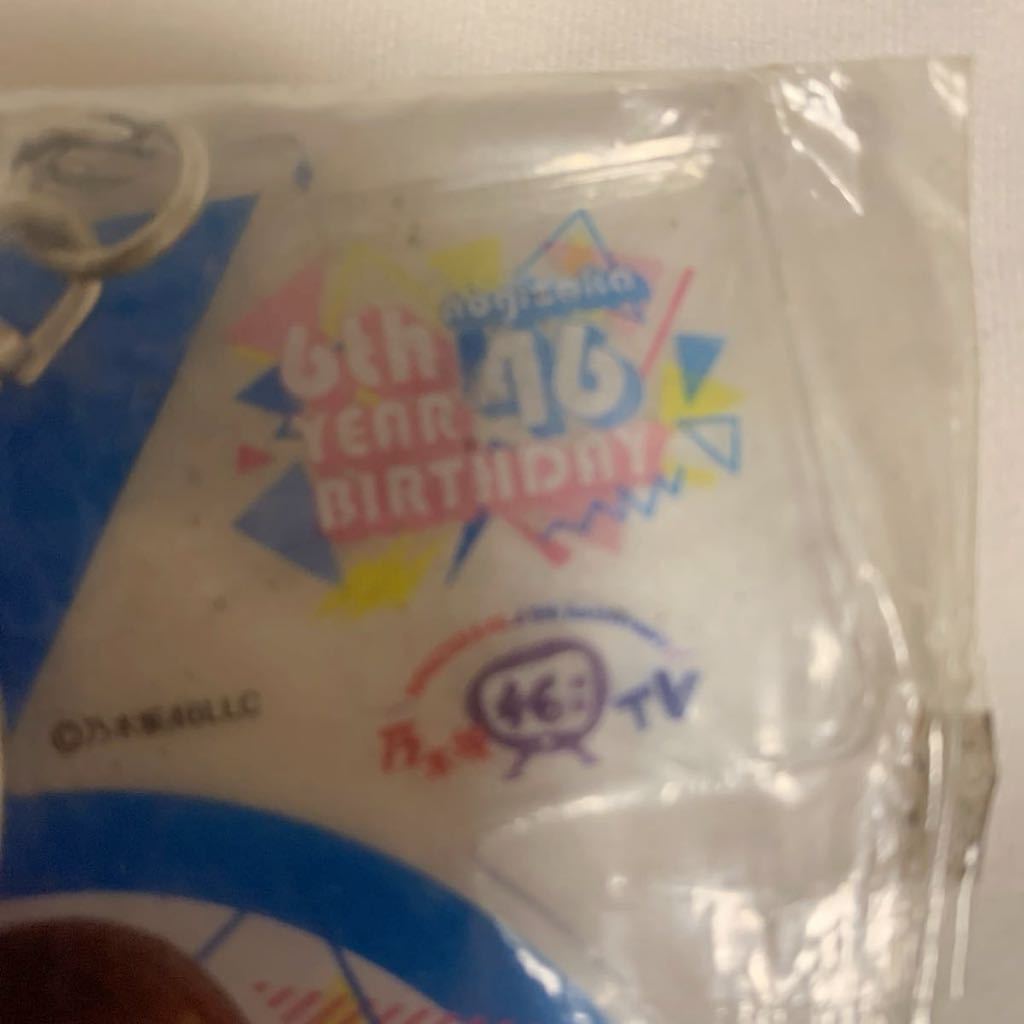 nogizaka
6th 46
YEAR
BIRTHDAY
乃木坂 46: TV
©乃木坂46LLC